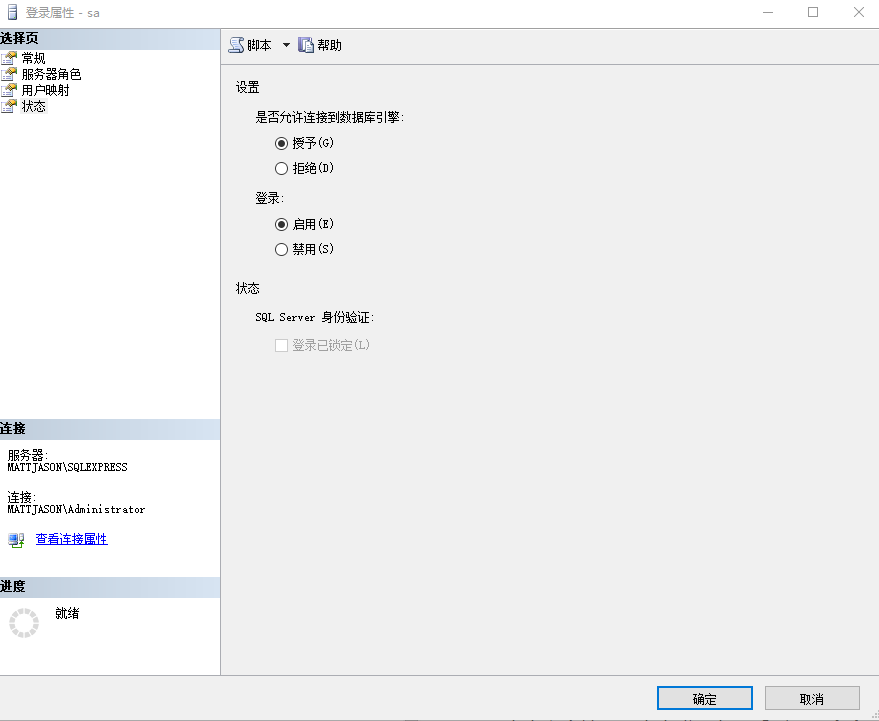 登录属性 - sa
选择页
常规
服务器角色
用户映射
状态
脚本
帮助
设置
是否允许连接到数据库引擎:
授予(G)
拒绝(D)
登录:
启用(E)
禁用(S)
状态
SQL Server 身份验证:
登录已锁定(L)
连接
服务器:
MATTJASON\SQLEXPRESS
连接:
MATTJASON\Administrator
查看连接属性
进度
就绪
确定
取消